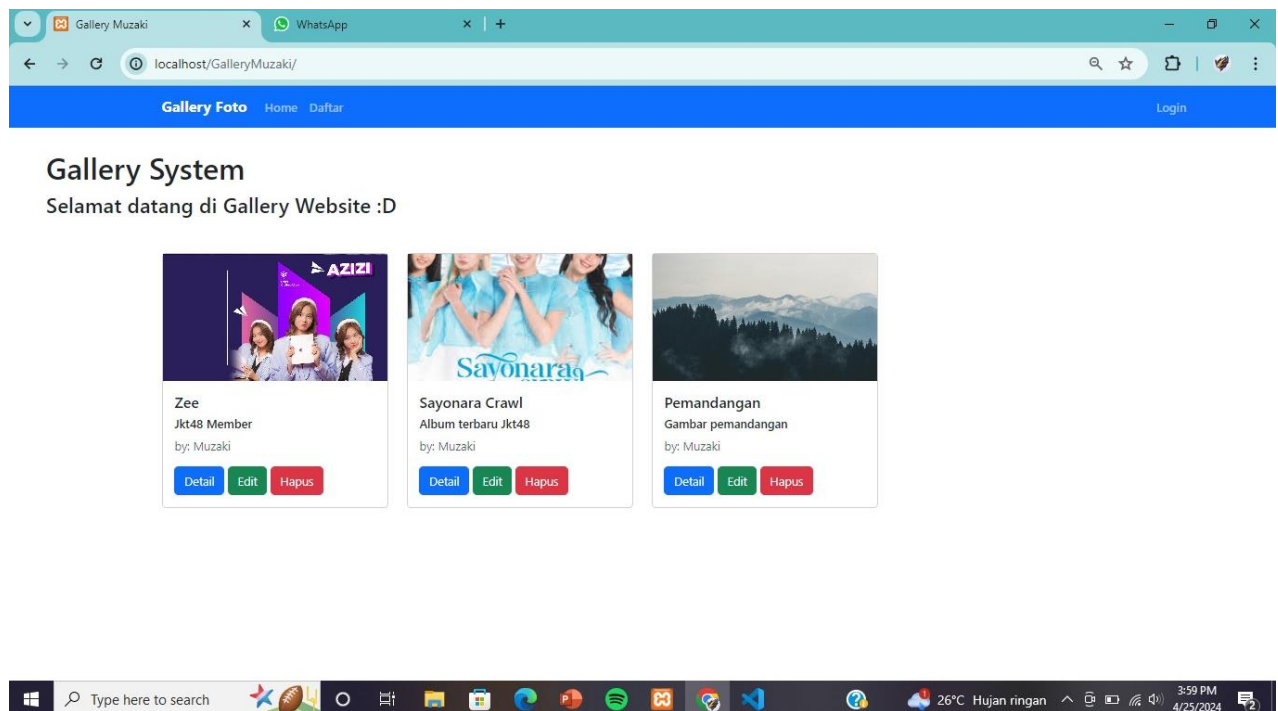 Gallery Muzaki
WhatsApp
localhost/GalleryMuzaki/
Gallery Foto Home Daftar Login
Gallery System
Selamat datang di Gallery Website :D
AZIZI
Sayonara
Zee
Jkt48 Member
by: Muzaki
Detail Edit Hapus
Sayonara Crawl
Album terbaru Jkt48
by: Muzaki
Detail Edit Hapus
Pemandangan
Gambar pemandangan
by: Muzaki
Detail Edit Hapus
Type here to search
26°C Hujan ringan
3:59 PM
4/25/2024
2